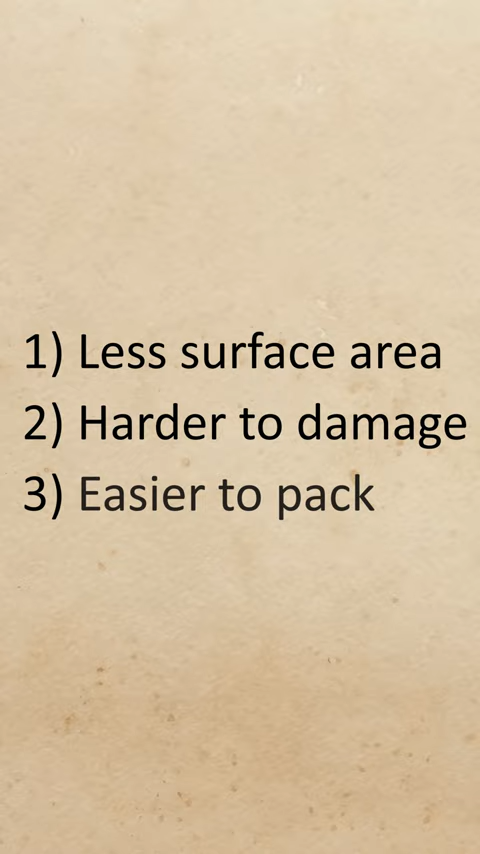 1) Less surface area
2) Harder to damage
3) Easier to pack